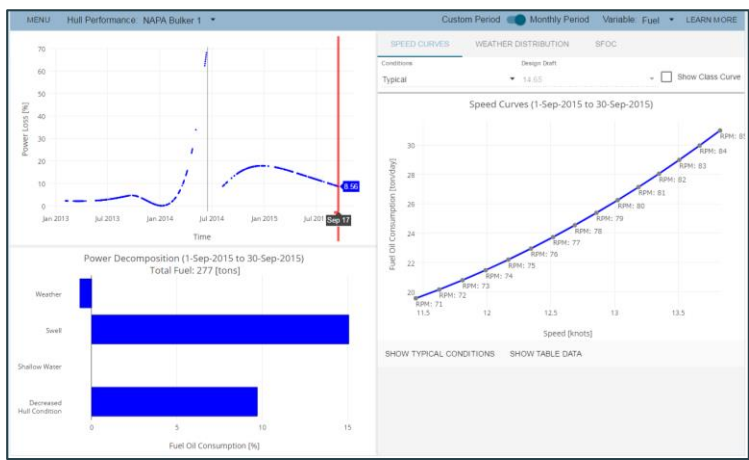 MENU Hull Performance: NAPA Bulker 1 Custom Period Monthly Period Variable: Fuel LEARN MORE
SPEED CURVES WEATHER DISTRIBUTION SFOC
Conditions Design Draft
Typical 14.65 Show Class Curve
70
60
50
40
30
20
10
0
Power Loss [%]
8.56
Jan 2013 Jul 2013 Jan 2014 Jul 2014 Jan 2015 Jul 201 Sep 17
Time
Power Decomposition (1-Sep-2015 to 30-Sep-2015)
Total Fuel: 277 [tons]
Weather
Swell
Shallow Water
Decreased
Hull Condition
0 5 10 15
Fuel Oil Consumption [%]
Speed Curves (1-Sep-2015 to 30-Sep-2015)
30
28
26
24
22
20
Fuel Oil Consumption [ton/day]
RPM: 85
RPM: 84
RPM: 83
RPM: 82
RPM: 81
RPM: 80
RPM: 79
RPM: 78
RPM: 77
RPM: 76
RPM: 75
RPM: 74
RPM: 73
RPM: 72
RPM: 71
11.5 12 12.5 13 13.5
Speed [knots]
SHOW TYPICAL CONDITIONS SHOW TABLE DATA